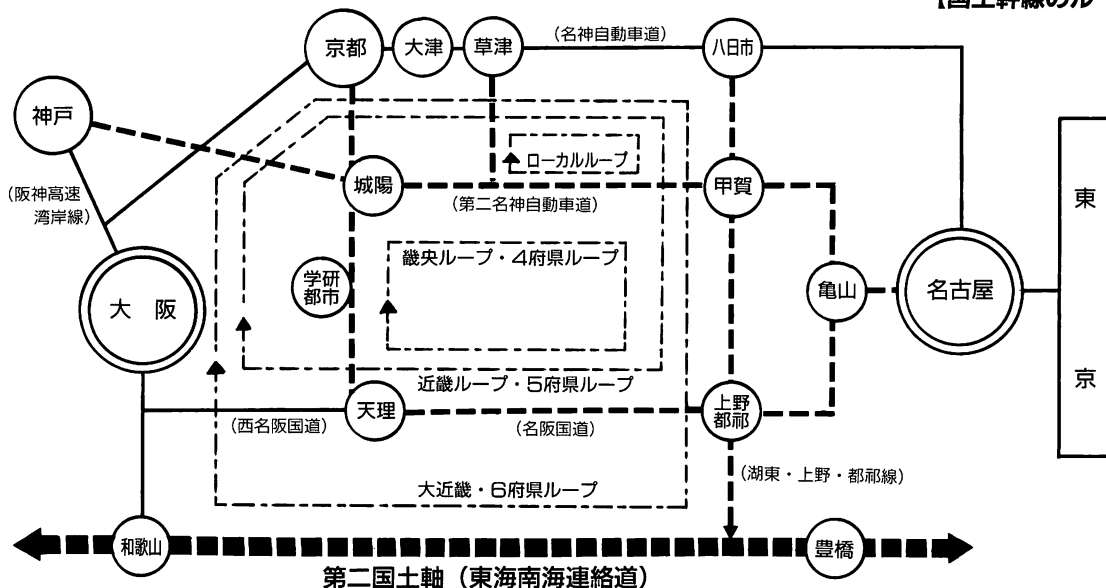 【国土幹線のル
京都
大津
草津
(名神自動車道)
八日市
神戸
ローカルループ
城陽
(第二名神自動車道)
甲賀
(阪神高速
湾岸線)
東
京
畿央ループ・4府県ループ
学研
都市
大 阪
亀山
名古屋
近畿ループ・5府県ループ
天理
(西名阪国道)
(名阪国道)
上野
都祁
大近畿・6府県ループ
(湖東・上野・都祁線)
和歌山
豊橋
第二国土軸(東海南海連絡道)